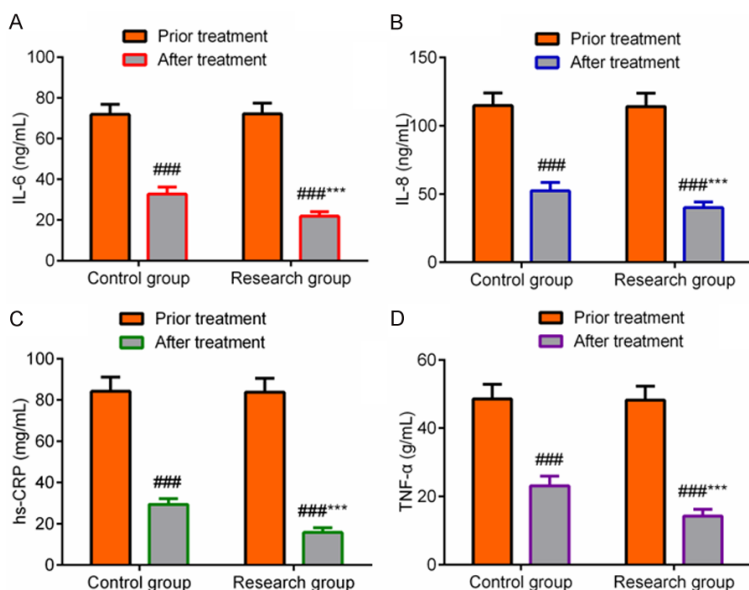 A
Prior treatment
After treatment
100
80
60
40
20
0
IL-6 (ng/mL)
###
###***
Control group
Research group
B
Prior treatment
After treatment
150
100
50
0
IL-8 (ng/mL)
###
###***
Control group
Research group
C
Prior treatment
After treatment
100
80
60
40
20
0
hs-CRP (mg/mL)
###
###***
Control group
Research group
D
Prior treatment
After treatment
60
40
20
0
TNF-α (g/mL)
###
###***
Control group
Research group